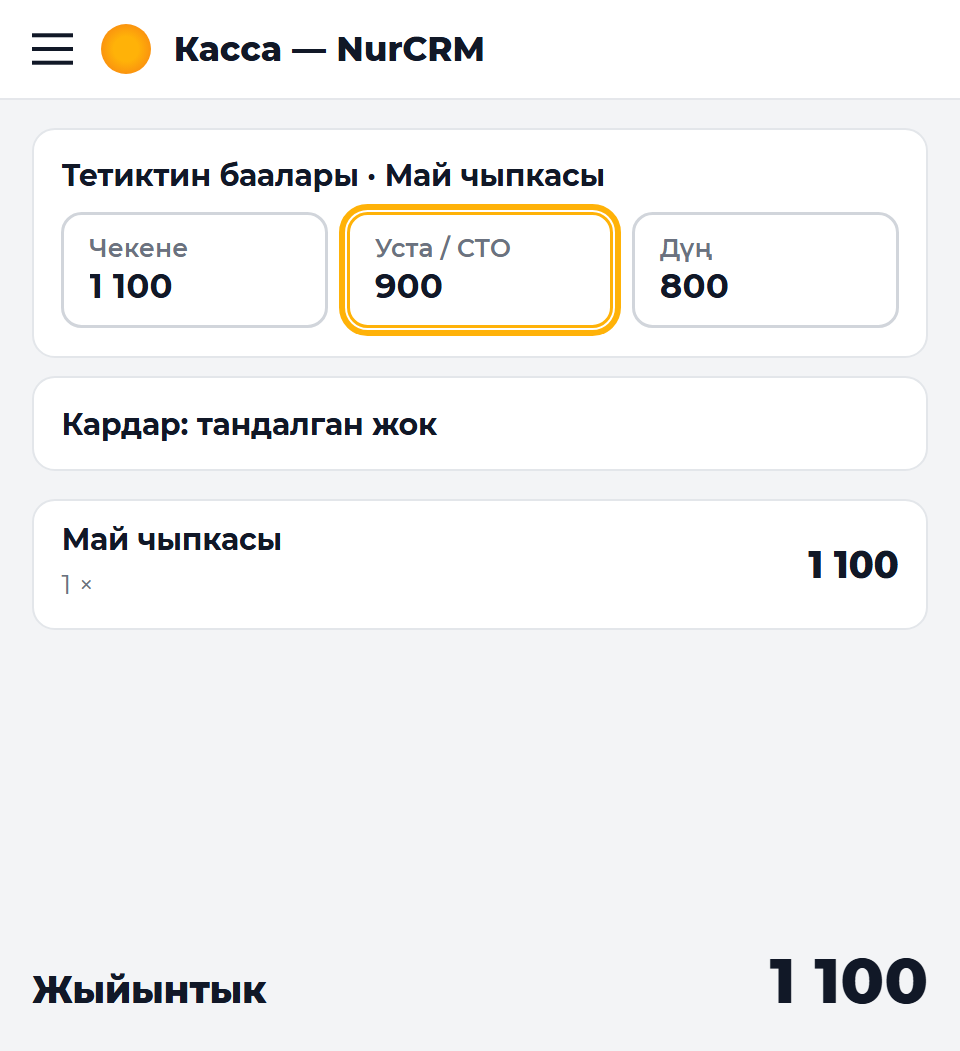 Касса — NurCRM
Тетиктин баалары · Май чыпкасы
Чекене
1 100
Уста / СТО
900
Дүң
800
Кардар: тандалган жок
Май чыпкасы
1 ×
1 100
Жыйынтык
1 100